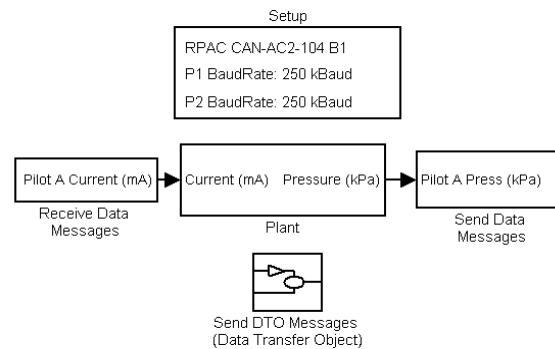 Setup
RPAC CAN-AC2-104 B1
P1 BaudRate: 250 kBaud
P2 BaudRate: 250 kBaud
Pilot A Current (mA)
Current (mA)
Pressure (kPa)
Pilot A Press (kPa)
Receive Data
Messages
Plant
Send Data
Messages
Send DTO Messages
(Data Transfer Object)